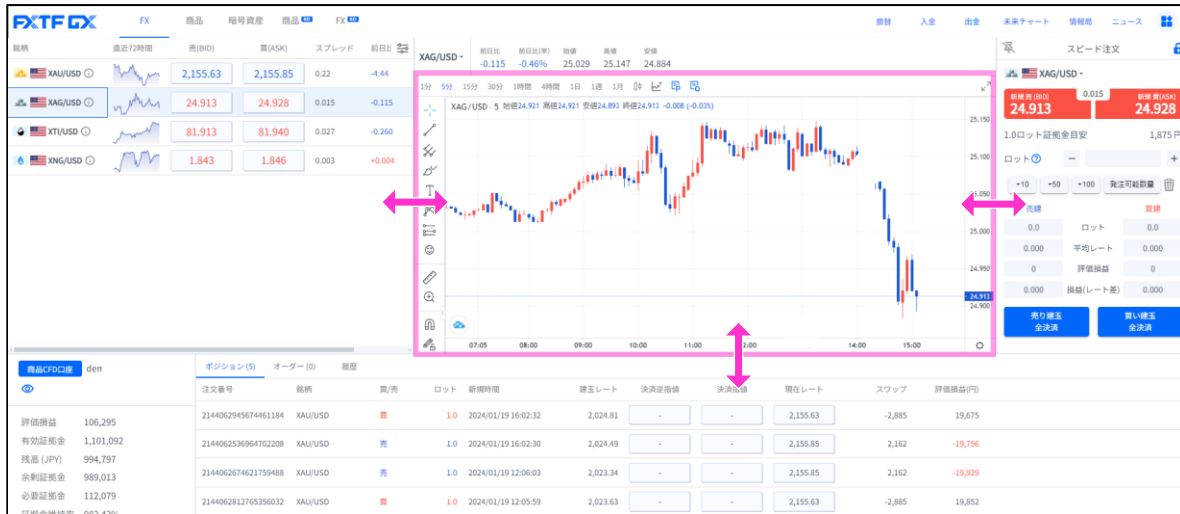 FXTF GX FX 商品 暗号資産 商品 KO FX KO 振替 入金 出金 未来チャート 情報局 ニュース
銘柄 直近72時間 売(BID) 買(ASK) スプレッド 前日比
XAU/USD 2,155.63 2,155.85 0.22 -4.44
XAG/USD 24.913 24.928 0.015 -0.115
XTI/USD 81.913 81.940 0.027 -0.260
XNG/USD 1.843 1.846 0.003 +0.004
XAG/USD 前日比 前日比(率) 始値 高値 安値
-0.115 -0.46% 25.029 25.147 24.884
1分 5分 15分 30分 1時間 4時間 1日 1週 1月
XAG/USD · 5 始値24.921 高値24.921 安値24.893 終値24.913 -0.008 (-0.03%)
25.150
25.100
25.050
25.000
24.950
24.913
24.900
07:05 08:00 09:00 10:00 11:00 12:00 14:00 15:00
スピード注文
XAG/USD
新規 売 (BID) 0.015 新規 買(ASK)
24.913 24.928
1.0ロット証拠金目安 1,875 円
ロット − +
+10 +50 +100 発注可能数量
売建 買建
0.0 ロット 0.0
0.000 平均レート 0.000
0 評価損益 0
0.000 損益(レート差) 0.000
売り建玉 買い建玉
全決済 全決済
商品CFD口座 den
評価損益 106,295
有効証拠金 1,101,092
残高 (JPY) 994,797
余剰証拠金 989,013
必要証拠金 112,079
証拠金維持率 982.42%
ポジション (5) オーダー (0) 履歴
注文番号 銘柄 買/売 ロット 新規時間 建玉レート 決済逆指値 決済指値 現在レート スワップ 評価損益(円)
2144062945674461184 XAU/USD 買 1.0 2024/01/19 16:02:32 2,024.81 - - 2,155.63 -2,885 19,675
2144062536964702208 XAU/USD 売 1.0 2024/01/19 16:02:30 2,024.49 - - 2,155.85 2,162 -19,756
2144062674621759488 XAU/USD 売 1.0 2024/01/19 12:06:03 2,023.34 - - 2,155.85 2,162 -19,929
2144062812765356032 XAU/USD 買 1.0 2024/01/19 12:05:59 2,023.63 - - 2,155.63 -2,885 19,852